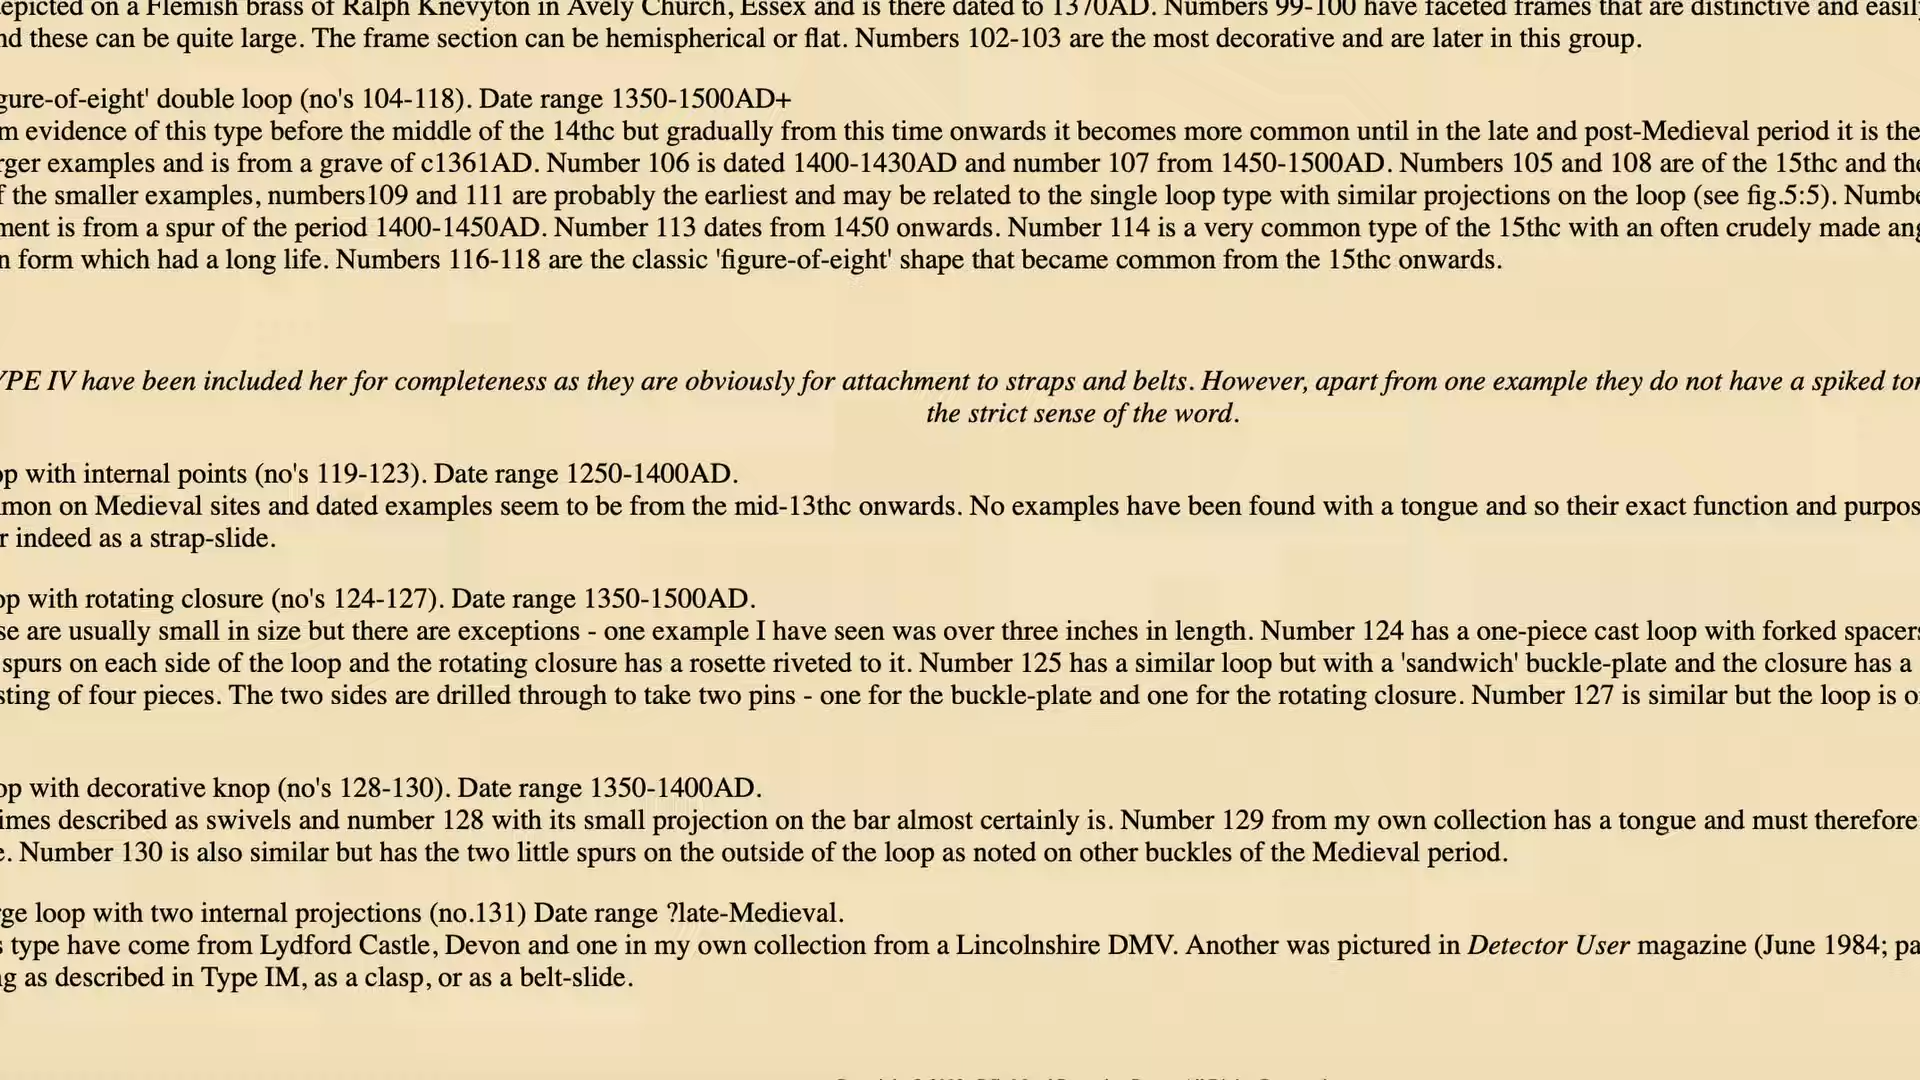 depicted on a Flemish brass of Ralph Knevyton in Avely Church, Essex and is there dated to 1370AD. Numbers 99-100 have faceted frames that are distinctive and easily
nd these can be quite large. The frame section can be hemispherical or flat. Numbers 102-103 are the most decorative and are later in this group.
gure-of-eight' double loop (no's 104-118). Date range 1350-1500AD+
m evidence of this type before the middle of the 14thc but gradually from this time onwards it becomes more common until in the late and post-Medieval period it is the
rger examples and is from a grave of c1361AD. Number 106 is dated 1400-1430AD and number 107 from 1450-1500AD. Numbers 105 and 108 are of the 15thc and the
f the smaller examples, numbers109 and 111 are probably the earliest and may be related to the single loop type with similar projections on the loop (see fig.5:5). Numbe
ment is from a spur of the period 1400-1450AD. Number 113 dates from 1450 onwards. Number 114 is a very common type of the 15thc with an often crudely made ang
n form which had a long life. Numbers 116-118 are the classic 'figure-of-eight' shape that became common from the 15thc onwards.
YPE IV have been included her for completeness as they are obviously for attachment to straps and belts. However, apart from one example they do not have a spiked ton
the strict sense of the word.
op with internal points (no's 119-123). Date range 1250-1400AD.
mon on Medieval sites and dated examples seem to be from the mid-13thc onwards. No examples have been found with a tongue and so their exact function and purpos
r indeed as a strap-slide.
op with rotating closure (no's 124-127). Date range 1350-1500AD.
se are usually small in size but there are exceptions - one example I have seen was over three inches in length. Number 124 has a one-piece cast loop with forked spacers
spurs on each side of the loop and the rotating closure has a rosette riveted to it. Number 125 has a similar loop but with a 'sandwich' buckle-plate and the closure has a
sting of four pieces. The two sides are drilled through to take two pins - one for the buckle-plate and one for the rotating closure. Number 127 is similar but the loop is o
op with decorative knop (no's 128-130). Date range 1350-1400AD.
imes described as swivels and number 128 with its small projection on the bar almost certainly is. Number 129 from my own collection has a tongue and must therefore
e. Number 130 is also similar but has the two little spurs on the outside of the loop as noted on other buckles of the Medieval period.
rge loop with two internal projections (no.131) Date range ?late-Medieval.
s type have come from Lydford Castle, Devon and one in my own collection from a Lincolnshire DMV. Another was pictured in Detector User magazine (June 1984; pa
g as described in Type IM, as a clasp, or as a belt-slide.